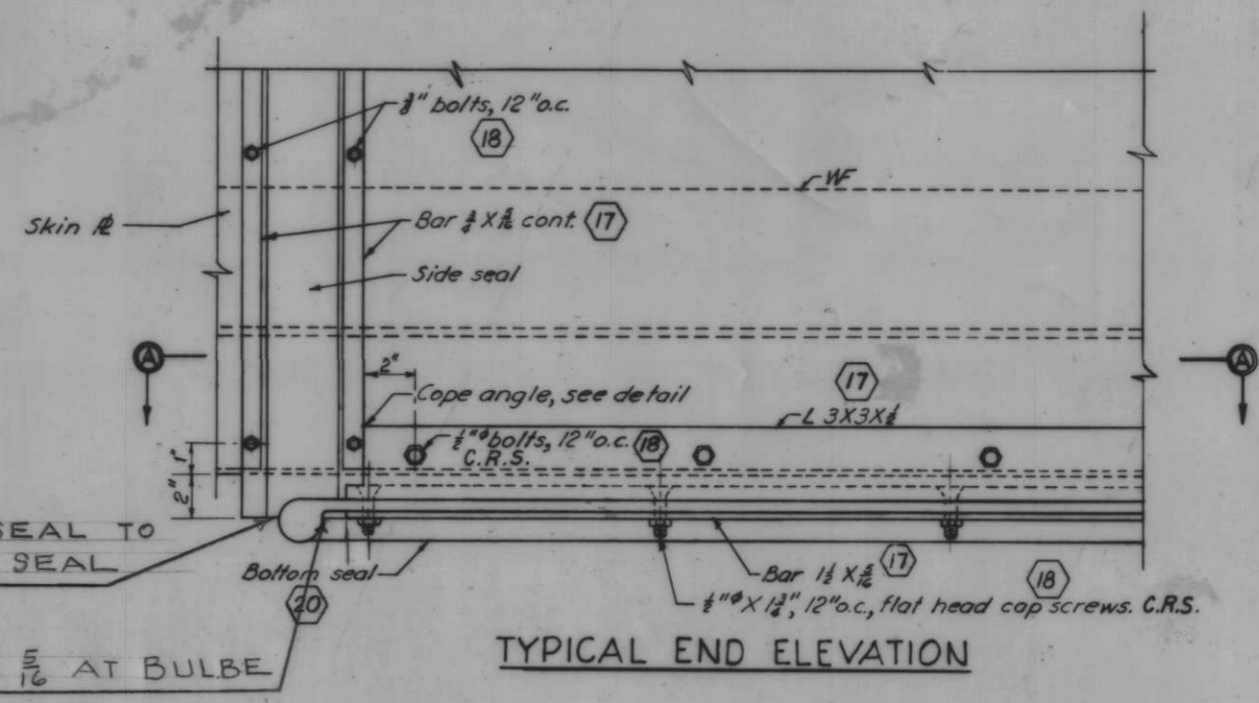 3/8" bolts, 12" o.c.
18
WF
Skin PL
Bar 3/4 X 5/16 cont.
17
Side seal
A
A
2"
17
Cope angle, see detail
L 3X3X1/2
1/2"φ bolts, 12" o.c.
18
C.R.S.
1"
2"
SEAL TO
SEAL
Bottom seal
Bar 1 1/2 X 5/16
17
18
20
1/2"φ X 1 3/4", 12" o.c., flat head cap screws. C.R.S.
5/16 AT BULBE
TYPICAL END ELEVATION